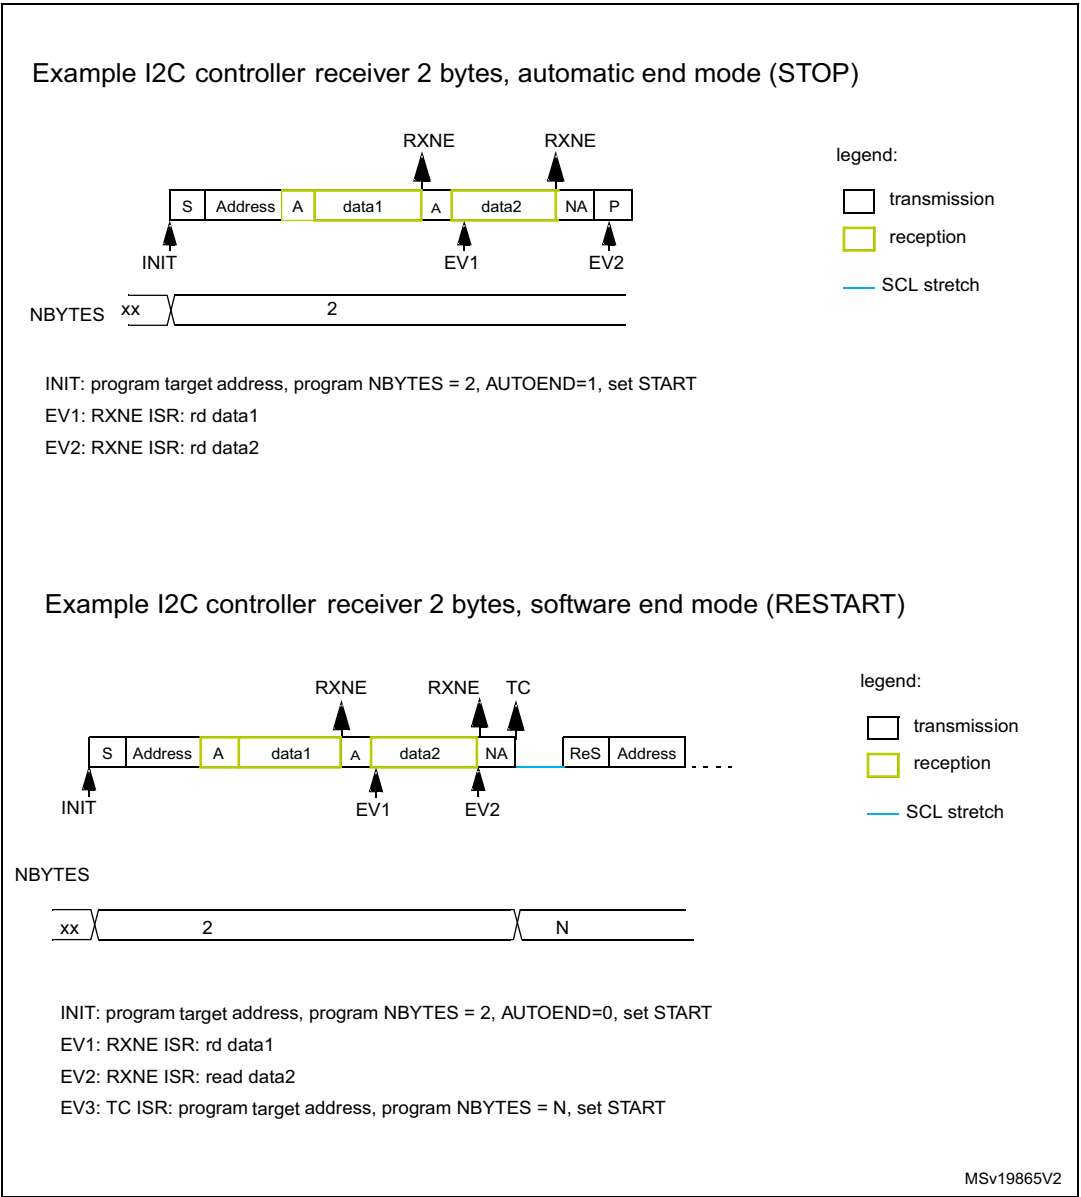 Example I2C controller receiver 2 bytes, automatic end mode (STOP)
RXNE RXNE
legend:
S Address A data1 A data2 NA P
transmission
reception
INIT EV1 EV2
SCL stretch
NBYTES xx 2
INIT: program target address, program NBYTES = 2, AUTOEND=1, set START
EV1: RXNE ISR: rd data1
EV2: RXNE ISR: rd data2
Example I2C controller receiver 2 bytes, software end mode (RESTART)
RXNE RXNE TC
legend:
S Address A data1 A data2 NA ReS Address
transmission
reception
INIT EV1 EV2
SCL stretch
NBYTES
xx 2 N
INIT: program target address, program NBYTES = 2, AUTOEND=0, set START
EV1: RXNE ISR: rd data1
EV2: RXNE ISR: read data2
EV3: TC ISR: program target address, program NBYTES = N, set START
MSv19865V2